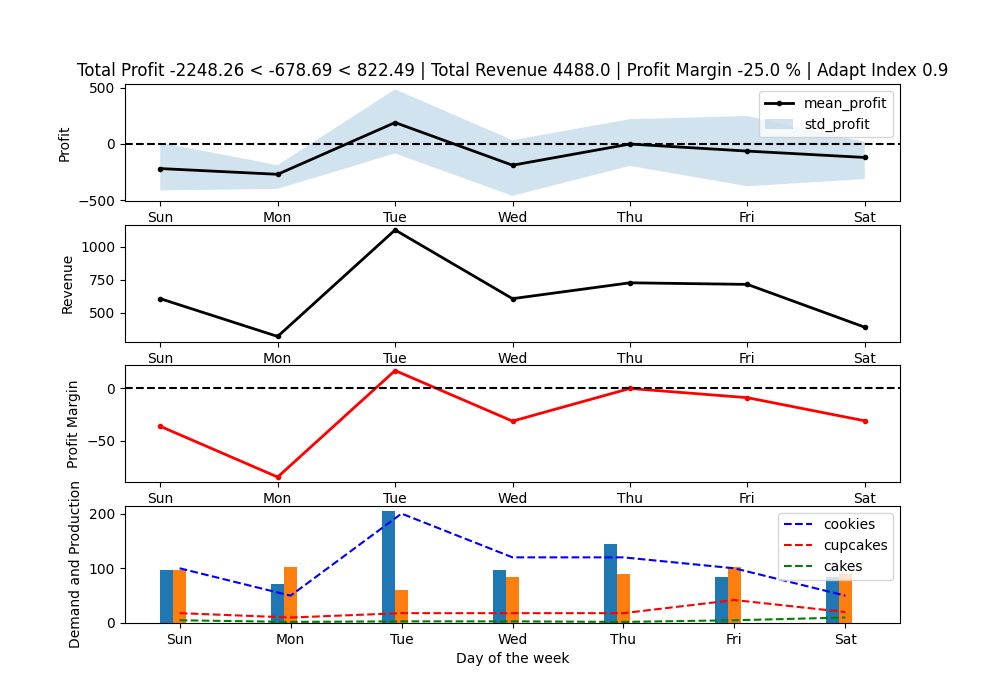 Total Profit -2248.26 < -678.69 < 822.49 | Total Revenue 4488.0 | Profit Margin -25.0 % | Adapt Index 0.9
Profit
500
0
−500
mean_profit
std_profit
Sun Mon Tue Wed Thu Fri Sat
Revenue
1000
750
500
Sun Mon Tue Wed Thu Fri Sat
Profit Margin
0
−50
Sun Mon Tue Wed Thu Fri Sat
Demand and Production
200
100
0
cookies
cupcakes
cakes
Sun Mon Tue Wed Thu Fri Sat
Day of the week